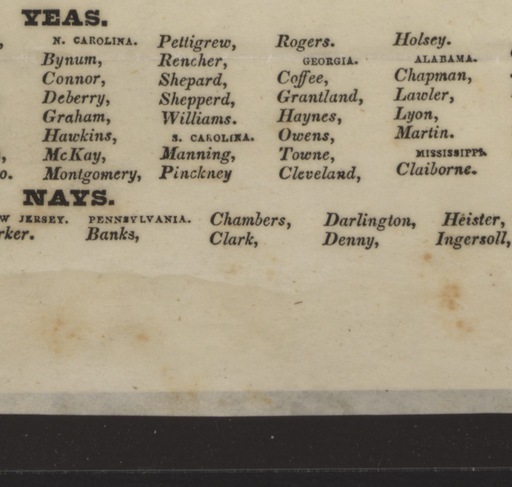 YEAS.
N. CAROLINA. Pettigrew, Rogers. Holsey.
Bynum, Rencher, GEORGIA. ALABAMA.
Connor, Shepard, Coffee, Chapman,
Deberry, Shepperd, Grantland, Lawler,
Graham, Williams. Haynes, Lyon,
Hawkins, S. CAROLINA. Owens, Martin.
McKay, Manning, Towne, MISSISSIPPI.
o. Montgomery, Pinckney Cleveland, Claiborne.
NAYS.
W JERSEY. PENNSYLVANIA. Chambers, Darlington, Heister,
rker. Banks, Clark, Denny, Ingersoll,